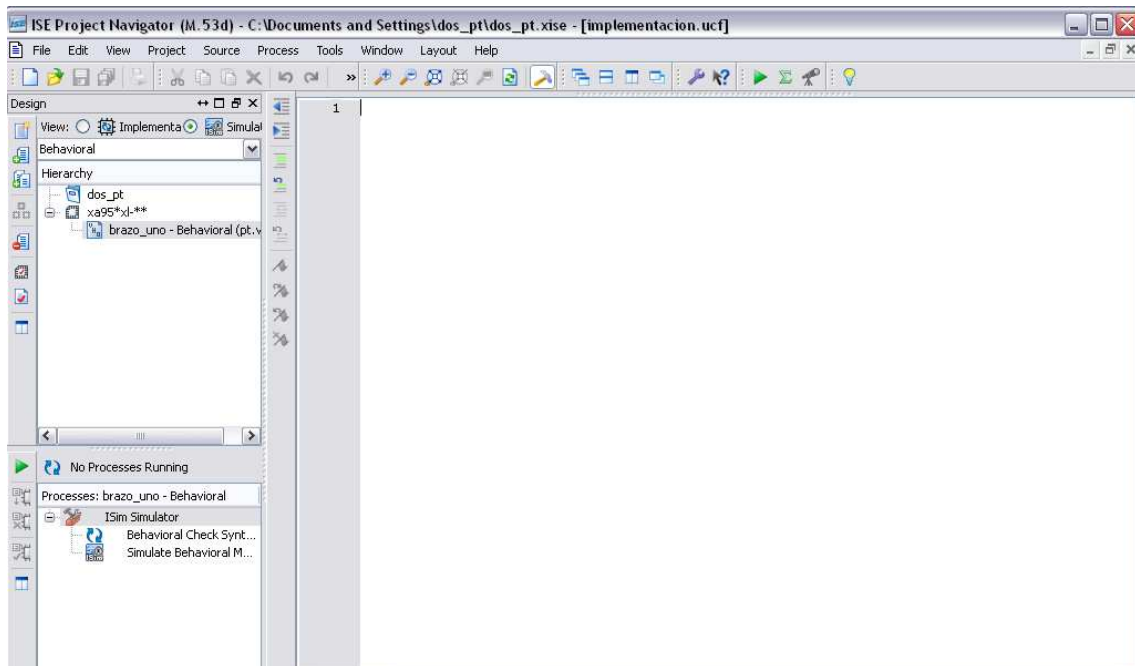 ISE Project Navigator (M.53d) - C:\Documents and Settings\dos_pt\dos_pt.xise - [implementacion.ucf]
File Edit View Project Source Process Tools Window Layout Help
Design
1
View: Implementa Simulat
Behavioral
Hierarchy
dos_pt
xa95*xl-**
brazo_uno - Behavioral (pt.v
No Processes Running
Processes: brazo_uno - Behavioral
ISim Simulator
Behavioral Check Synt...
Simulate Behavioral M...